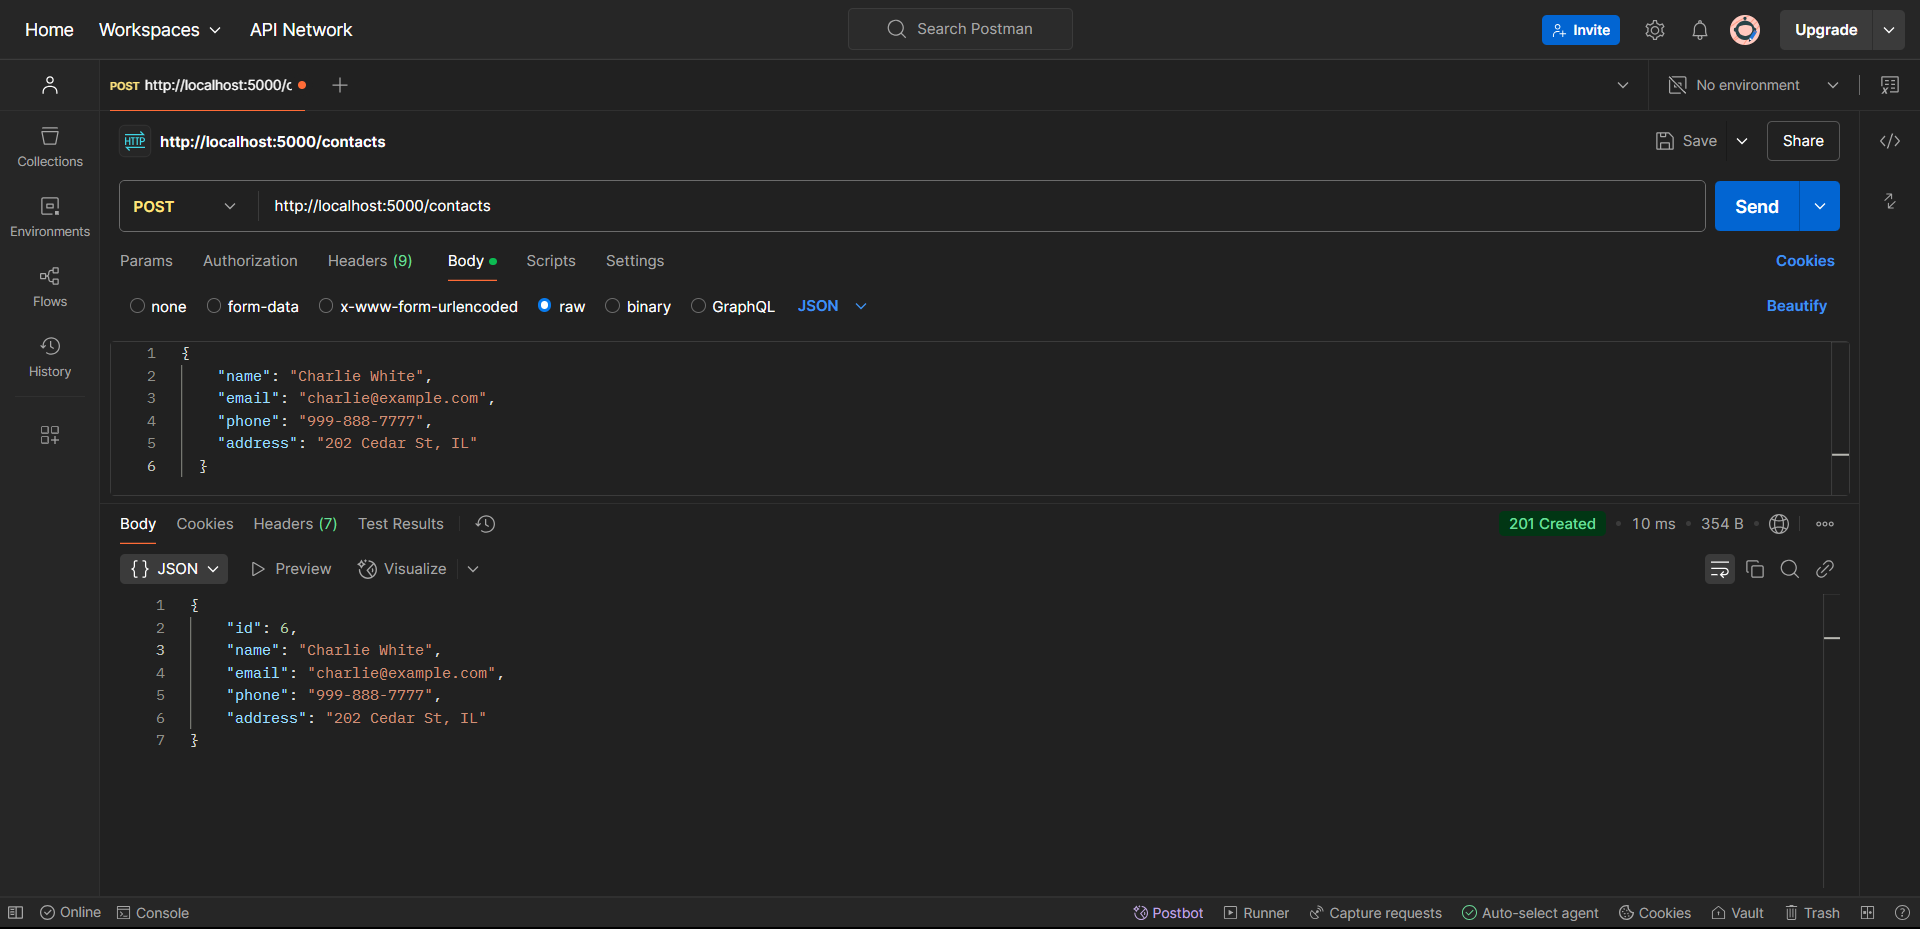 Home Workspaces API Network Search Postman Invite Upgrade
POST http://localhost:5000/c No environment
HTTP http://localhost:5000/contacts Save Share
Collections
Environments
Flows
History
POST http://localhost:5000/contacts Send
Params Authorization Headers (9) Body Scripts Settings Cookies
none form-data x-www-form-urlencoded raw binary GraphQL JSON Beautify
1 {
2 "name": "Charlie White",
3 "email": "charlie@example.com",
4 "phone": "999-888-7777",
5 "address": "202 Cedar St, IL"
6 }
Body Cookies Headers (7) Test Results 201 Created • 10 ms • 354 B •
{} JSON Preview Visualize
1 {
2 "id": 6,
3 "name": "Charlie White",
4 "email": "charlie@example.com",
5 "phone": "999-888-7777",
6 "address": "202 Cedar St, IL"
7 }
Online Console Postbot Runner Capture requests Auto-select agent Cookies Vault Trash